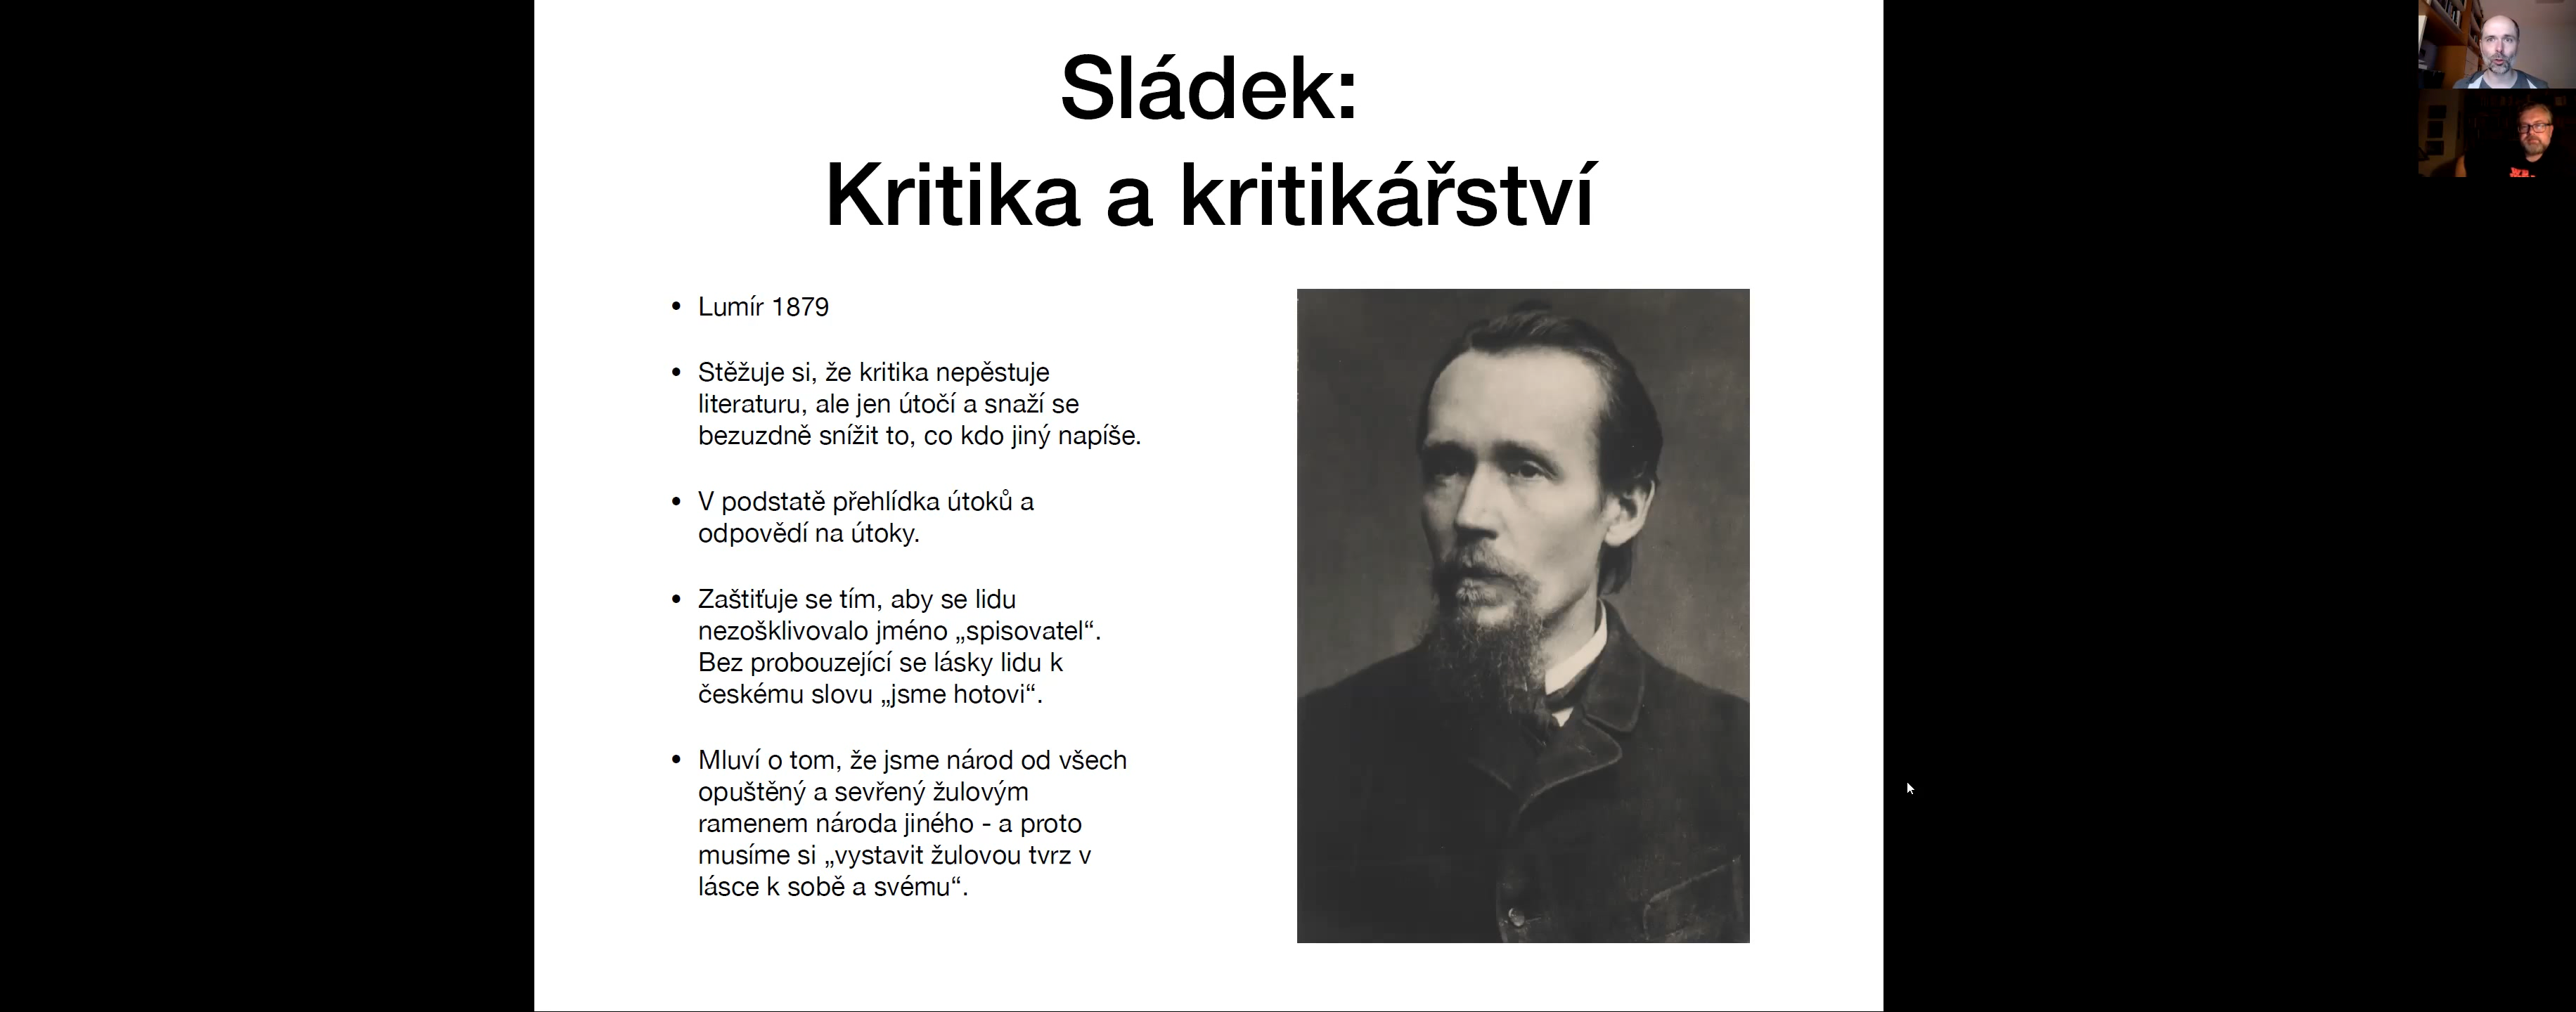 Sládek:
Kritika a kritikářství
• Lumír 1879
• Stěžuje si, že kritika nepěstuje
literaturu, ale jen útočí a snaží se
bezuzdně snížit to, co kdo jiný napíše.
• V podstatě přehlídka útoků a
odpovědí na útoky.
• Zaštiťuje se tím, aby se lidu
nezošklivovalo jméno „spisovatel“.
Bez probouzející se lásky lidu k
českému slovu „jsme hotovi“.
• Mluví o tom, že jsme národ od všech
opuštěný a sevřený žulovým
ramenem národa jiného - a proto
musíme si „vystavit žulovou tvrz v
lásce k sobě a svému“.